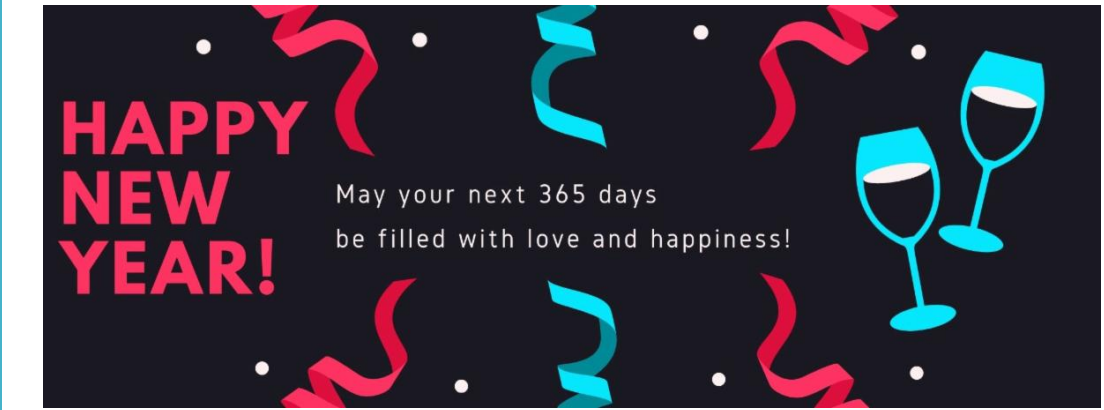 HAPPY
NEW
YEAR!
May your next 365 days
be filled with love and happiness!